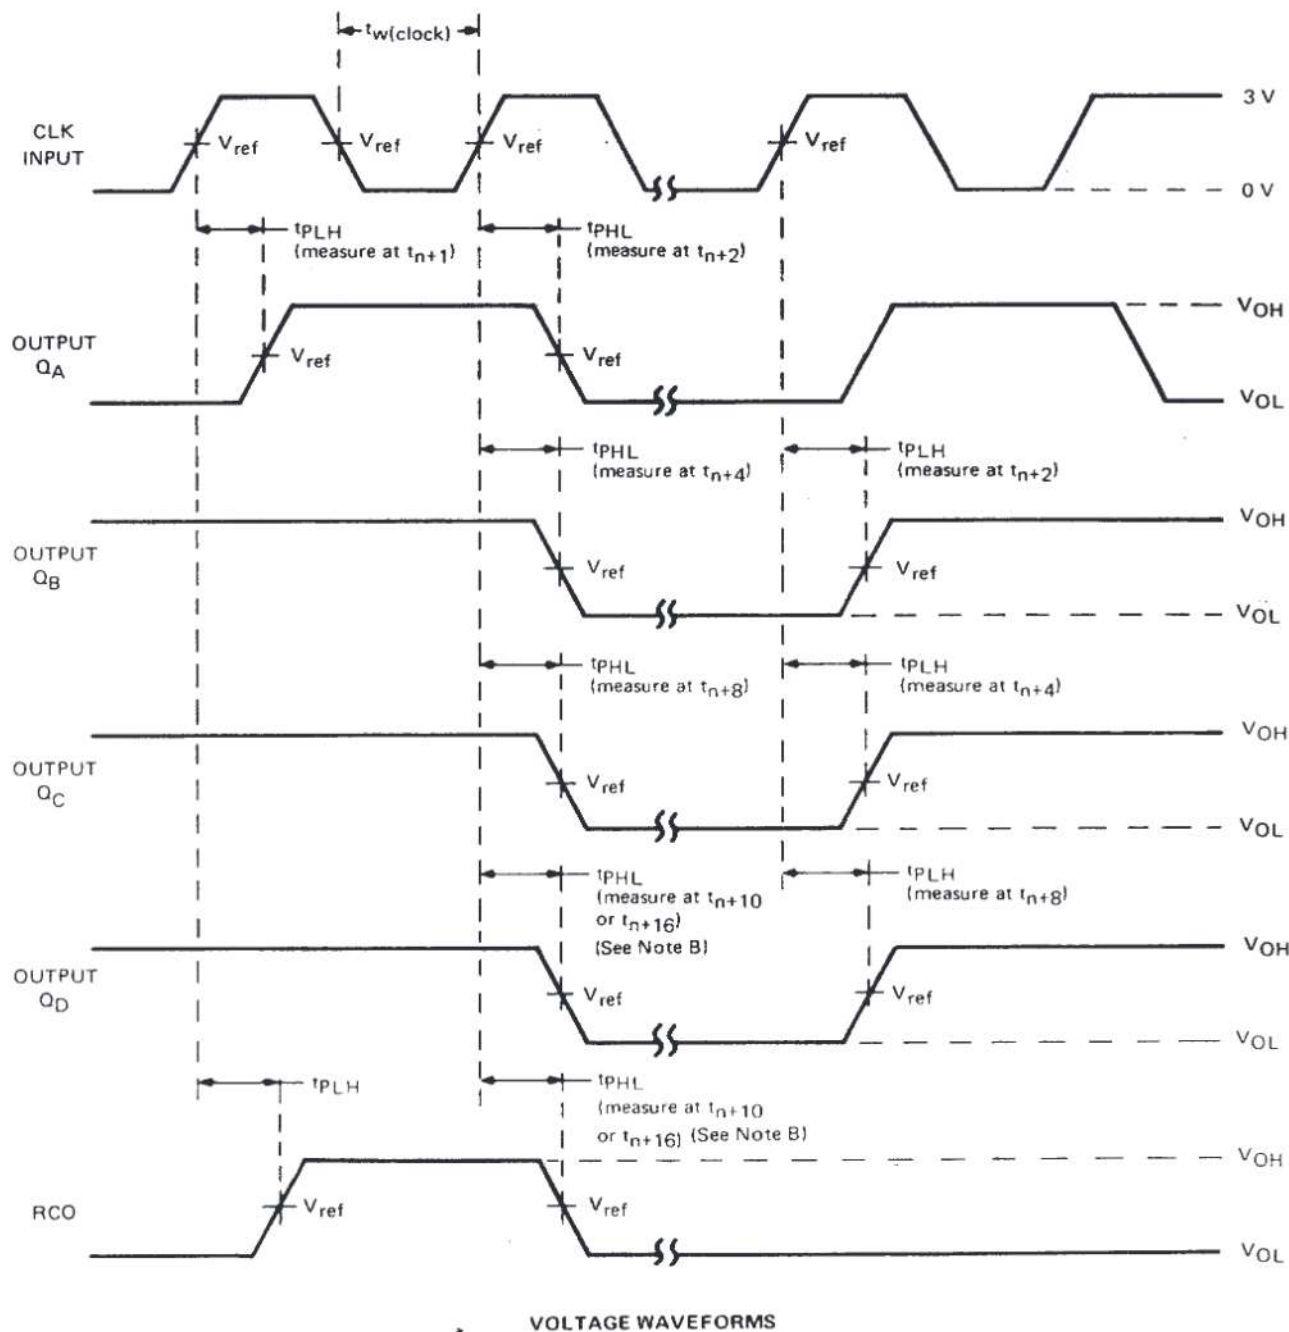 tw(clock)
3 V
CLK
INPUT
Vref
Vref
Vref
Vref
0 V
tPLH
(measure at tn+1)
tPHL
(measure at tn+2)
VOH
OUTPUT
QA
Vref
Vref
VOL
tPHL
(measure at tn+4)
tPLH
(measure at tn+2)
VOH
OUTPUT
QB
Vref
Vref
VOL
tPHL
(measure at tn+8)
tPLH
(measure at tn+4)
VOH
OUTPUT
QC
Vref
Vref
VOL
tPHL
(measure at tn+10
or tn+16)
(See Note B)
tPLH
(measure at tn+8)
VOH
OUTPUT
QD
Vref
Vref
VOL
tPLH
tPHL
(measure at tn+10
or tn+16) (See Note B)
VOH
RCO
Vref
Vref
VOL
VOLTAGE WAVEFORMS